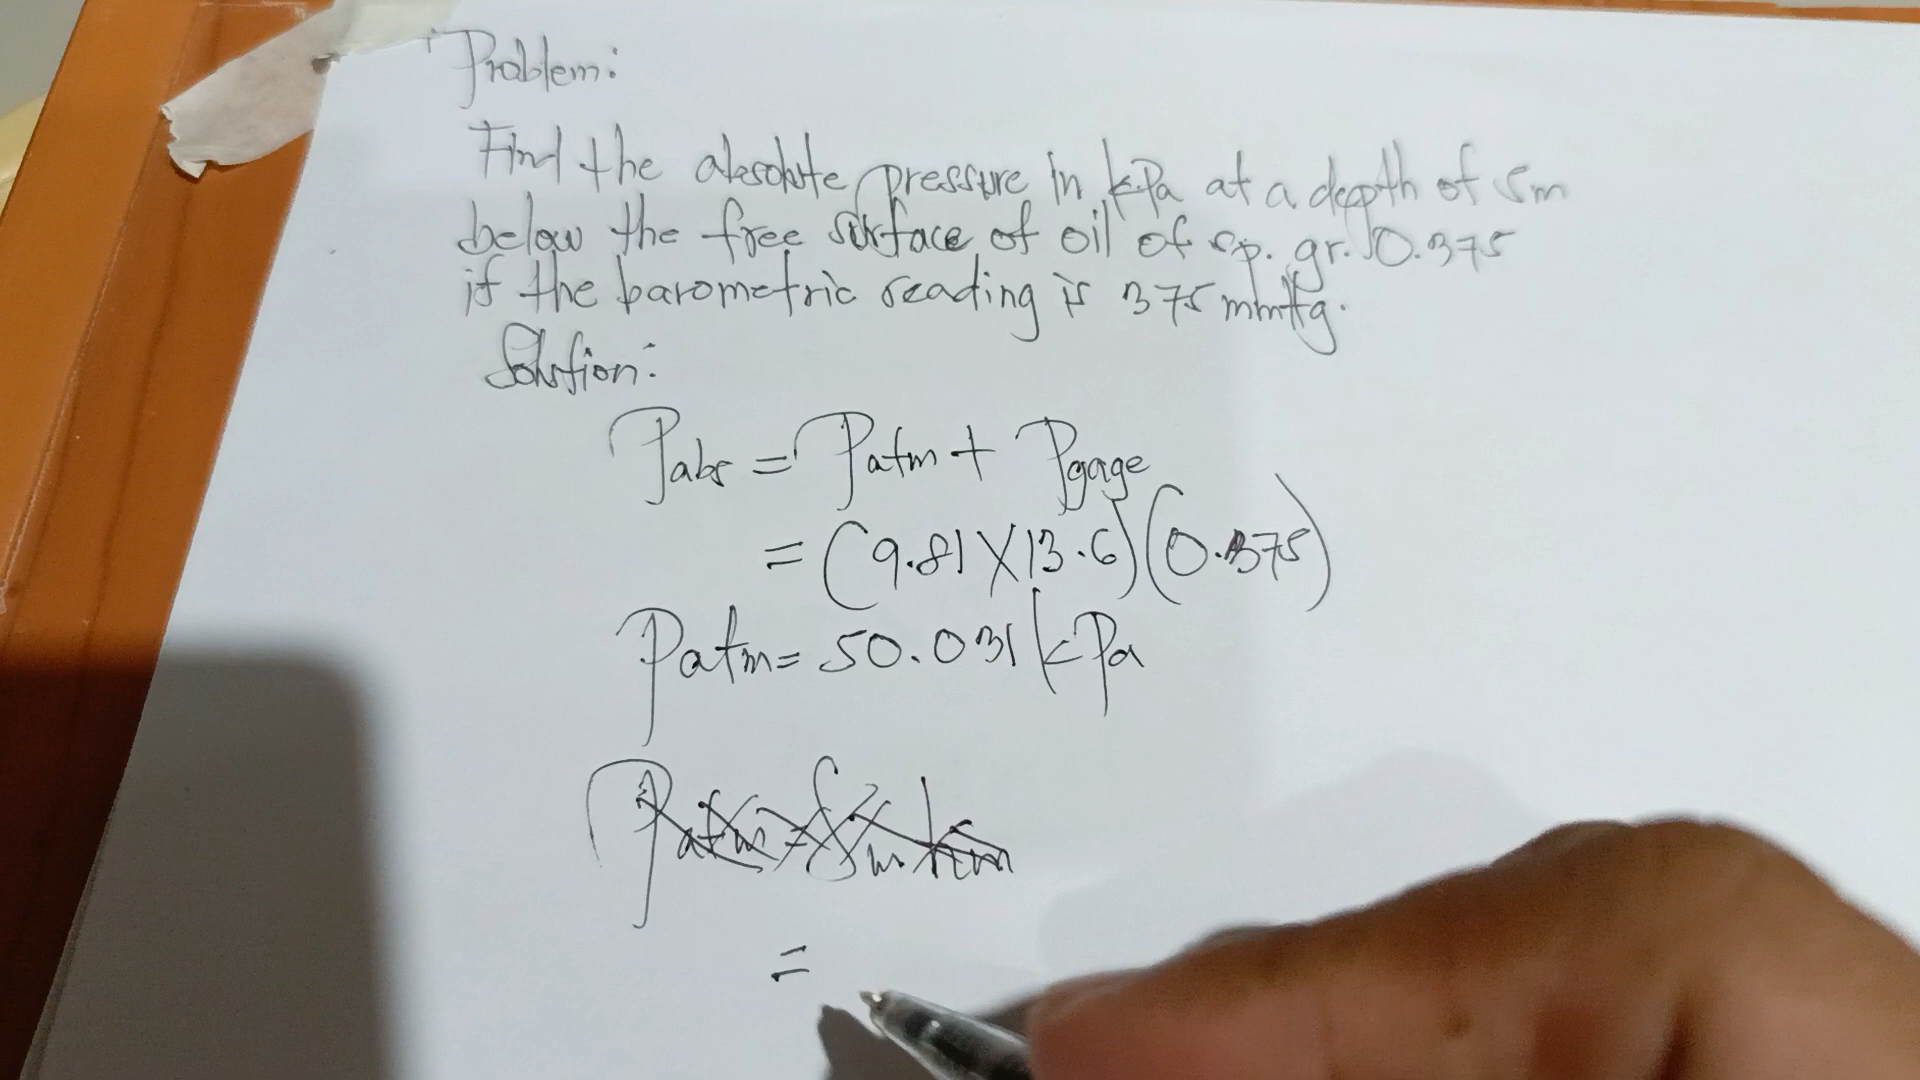 Problem:
Find the absolute pressure in kPa at a depth of 5m
below the free surface of oil of sp. gr. 0.375
if the barometric reading is 375 mmHg.
Solution:
Pabs = Patm + Pgage
= (9.81 X 13.6)(0.375)
Patm = 50.031 kPa
=